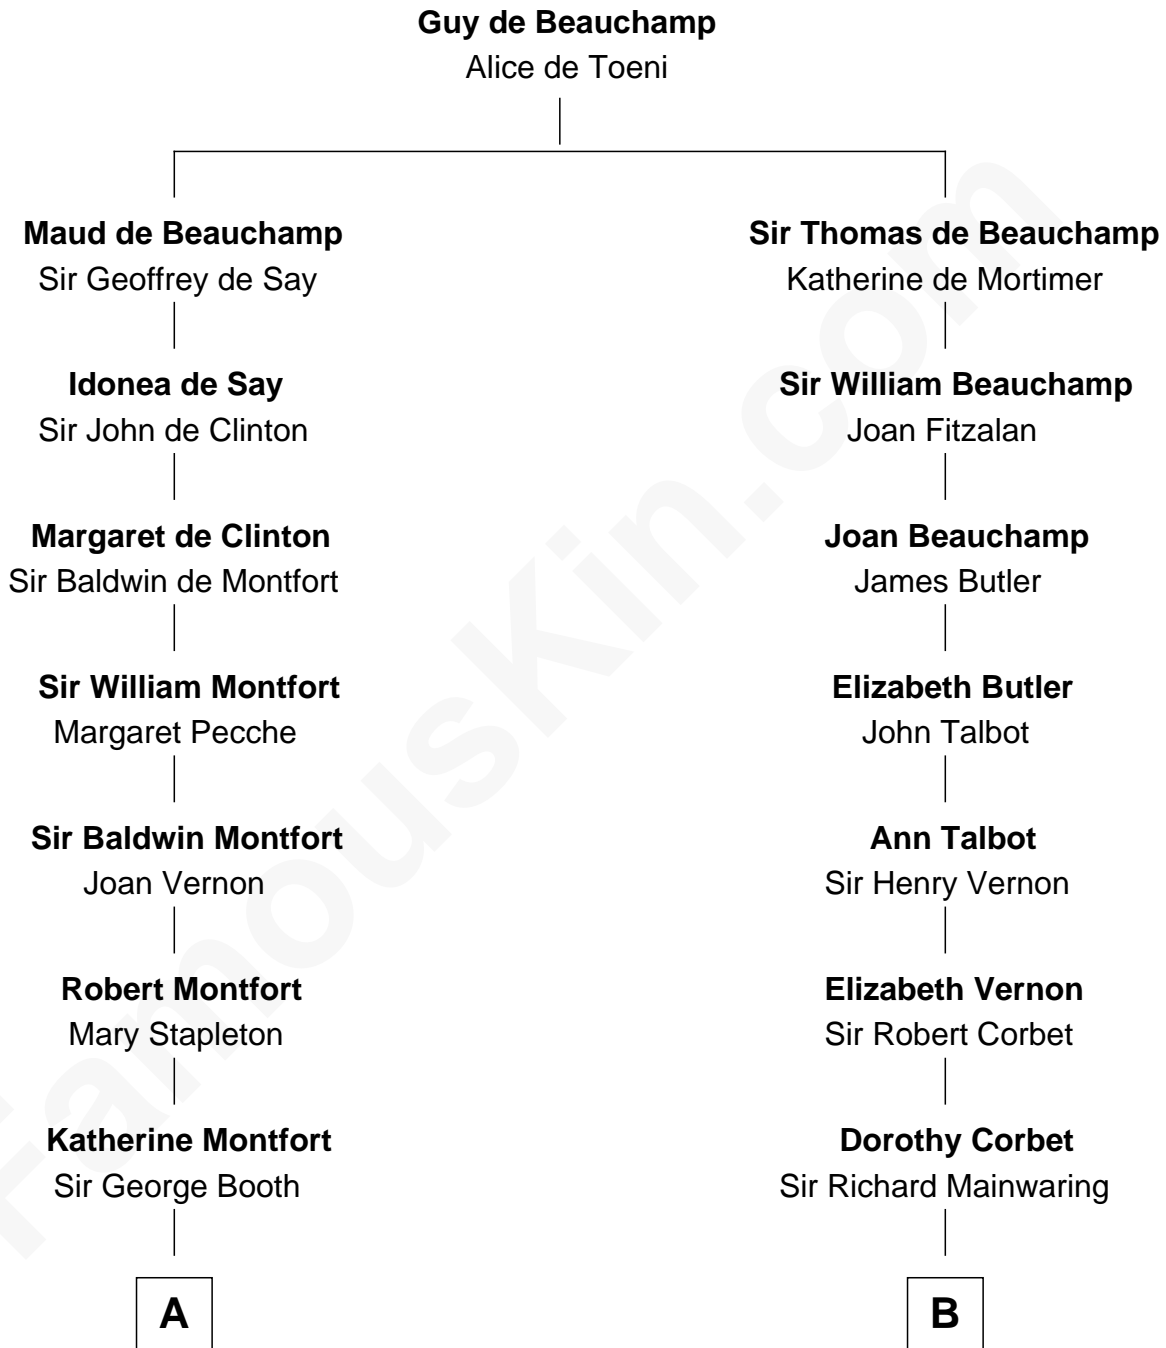 Guy de Beauchamp
Alice de Toeni
Maud de Beauchamp
Sir Geoffrey de Say
Sir Thomas de Beauchamp
Katherine de Mortimer
Idonea de Say
Sir John de Clinton
Sir William Beauchamp
Joan Fitzalan
Margaret de Clinton
Sir Baldwin de Montfort
Joan Beauchamp
James Butler
Sir William Montfort
Margaret Pecche
Elizabeth Butler
John Talbot
Sir Baldwin Montfort
Joan Vernon
Ann Talbot
Sir Henry Vernon
Robert Montfort
Mary Stapleton
Elizabeth Vernon
Sir Robert Corbet
Katherine Montfort
Sir George Booth
Dorothy Corbet
Sir Richard Mainwaring
A
B
FamousKin.com